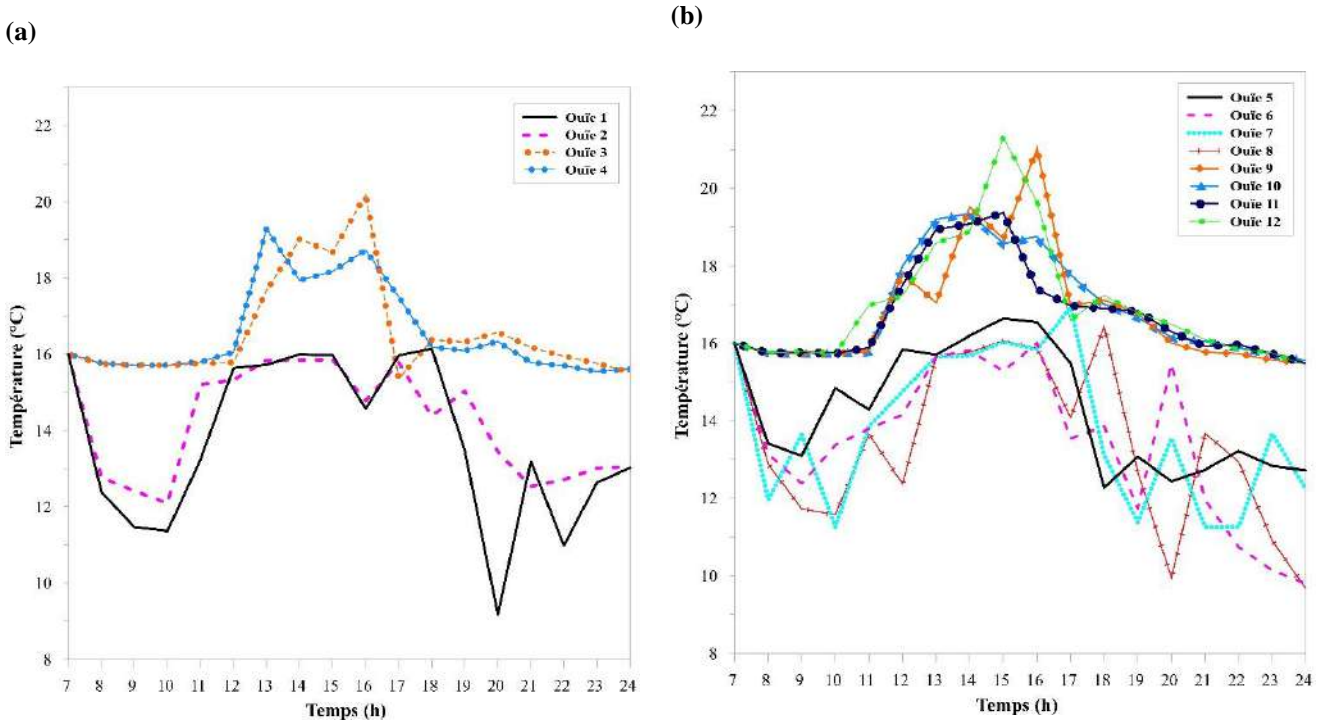 (a)
22
20
18
16
14
12
10
8
Température (°C)
7 8 9 10 11 12 13 14 15 16 17 18 19 20 21 22 23 24
Temps (h)
Ouïe 1
Ouïe 2
Ouïe 3
Ouïe 4
(b)
22
20
18
16
14
12
10
8
Température (°C)
7 8 9 10 11 12 13 14 15 16 17 18 19 20 21 22 23 24
Temps (h)
Ouïe 5
Ouïe 6
Ouïe 7
Ouïe 8
Ouïe 9
Ouïe 10
Ouïe 11
Ouïe 12